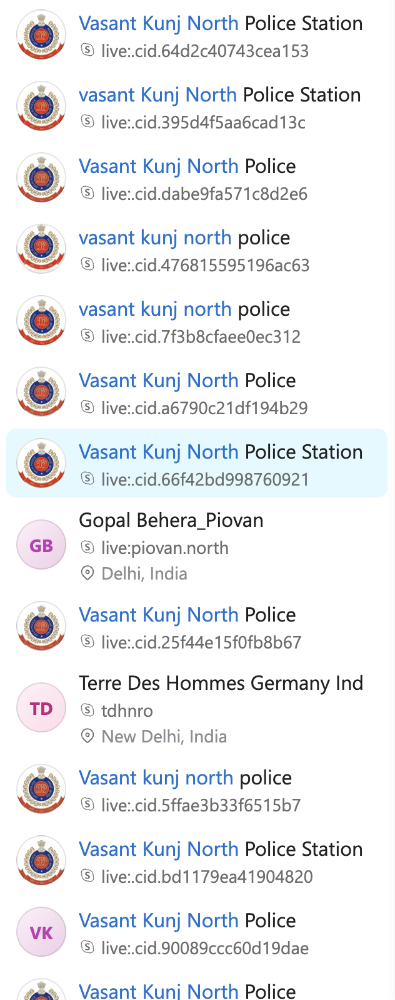 Vasant Kunj North Police Station
live:.cid.64d2c40743cea153
vasant Kunj North Police Station
live:.cid.395d4f5aa6cad13c
Vasant Kunj North Police
live:.cid.dabe9fa571c8d2e6
vasant kunj north police
live:.cid.476815595196ac63
vasant kunj north police
live:.cid.7f3b8cfaee0ec312
Vasant Kunj North Police
live:.cid.a6790c21df194b29
Vasant Kunj North Police Station
live:.cid.66f42bd998760921
GB
Gopal Behera_Piovan
live:piovan.north
Delhi, India
Vasant Kunj North Police
live:.cid.25f44e15f0fb8b67
TD
Terre Des Hommes Germany Ind
tdhnro
New Delhi, India
Vasant kunj north police
live:.cid.5ffae3b33f6515b7
Vasant Kunj North Police Station
live:.cid.bd1179ea41904820
VK
Vasant Kunj North Police
live:.cid.90089ccc60d19dae
Vasant Kunj North Police